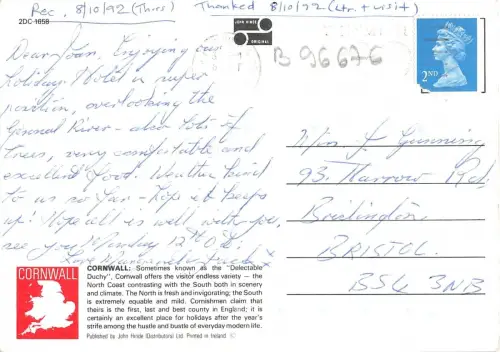 Rec. 8/10/92 (Thurs) Thanked 8/10/92 (ltr. + visit)
2DC-1658
JOHN HINDE
ORIGINAL
B 96676
2ND
Dear Joan, Enjoying our
holiday. Hotel in super
position, overlooking the
Gannel River - also lots of
trees, very comfortable and
excellent food. Weather kind
to us so far - Hope it keeps
up! Hope all is well with you,
see you Monday 12th Oct.
Love
J. Gunning
93. Harrow Rd,
Brislington,
BRISTOL.
BS4 3NB
CORNWALL
CORNWALL: Sometimes known as the "Delectable
Duchy", Cornwall offers the visitor endless variety — the
North Coast contrasting with the South both in scenery
and climate. The North is fresh and invigorating; the South
is extremely equable and mild. Cornishmen claim that
theirs is the first, last and best county in England; it is
certainly an excellent place for holidays after the year's
strife among the hustle and bustle of everyday modern life.
Published by John Hinde (Distributors) Ltd. Printed in Ireland